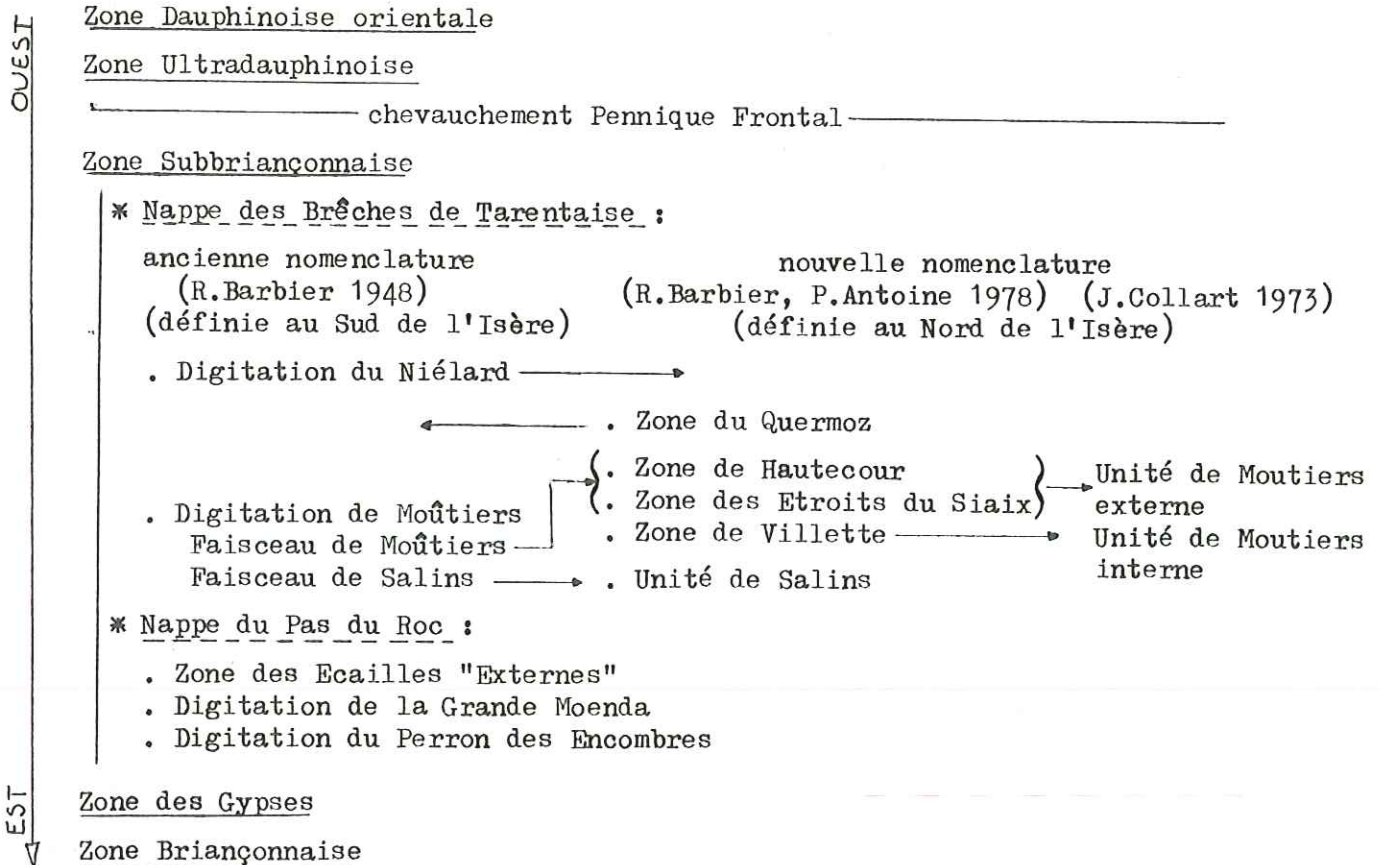 OUEST
Zone Dauphinoise orientale
Zone Ultradauphinoise
chevauchement Pennique Frontal
Zone Subbriançonnaise
* Nappe des Brêches de Tarentaise :
ancienne nomenclature
(R.Barbier 1948)
(définie au Sud de l'Isère)
nouvelle nomenclature
(R.Barbier, P.Antoine 1978) (J.Collart 1973)
(définie au Nord de l'Isère)
. Digitation du Niélard
. Zone du Quermoz
. Zone de Hautecour
. Zone des Etroits du Siaix
Unité de Moutiers
externe
. Digitation de Moûtiers
Faisceau de Moûtiers
. Zone de Villette
Unité de Moutiers
interne
Faisceau de Salins
. Unité de Salins
* Nappe du Pas du Roc :
. Zone des Ecailles "Externes"
. Digitation de la Grande Moenda
. Digitation du Perron des Encombres
EST
Zone des Gypses
Zone Briançonnaise